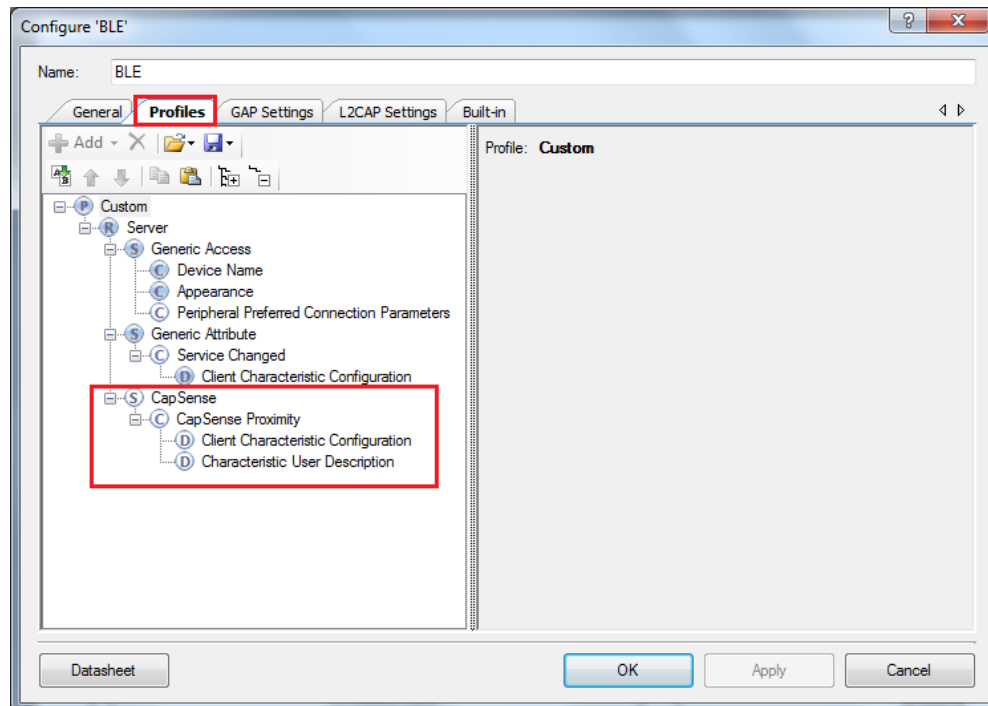 Configure 'BLE'
Name: BLE
General Profiles GAP Settings L2CAP Settings Built-in
Add
Profile: Custom
P Custom
R Server
S Generic Access
C Device Name
C Appearance
C Peripheral Preferred Connection Parameters
S Generic Attribute
C Service Changed
D Client Characteristic Configuration
S CapSense
C CapSense Proximity
D Client Characteristic Configuration
D Characteristic User Description
Datasheet OK Apply Cancel